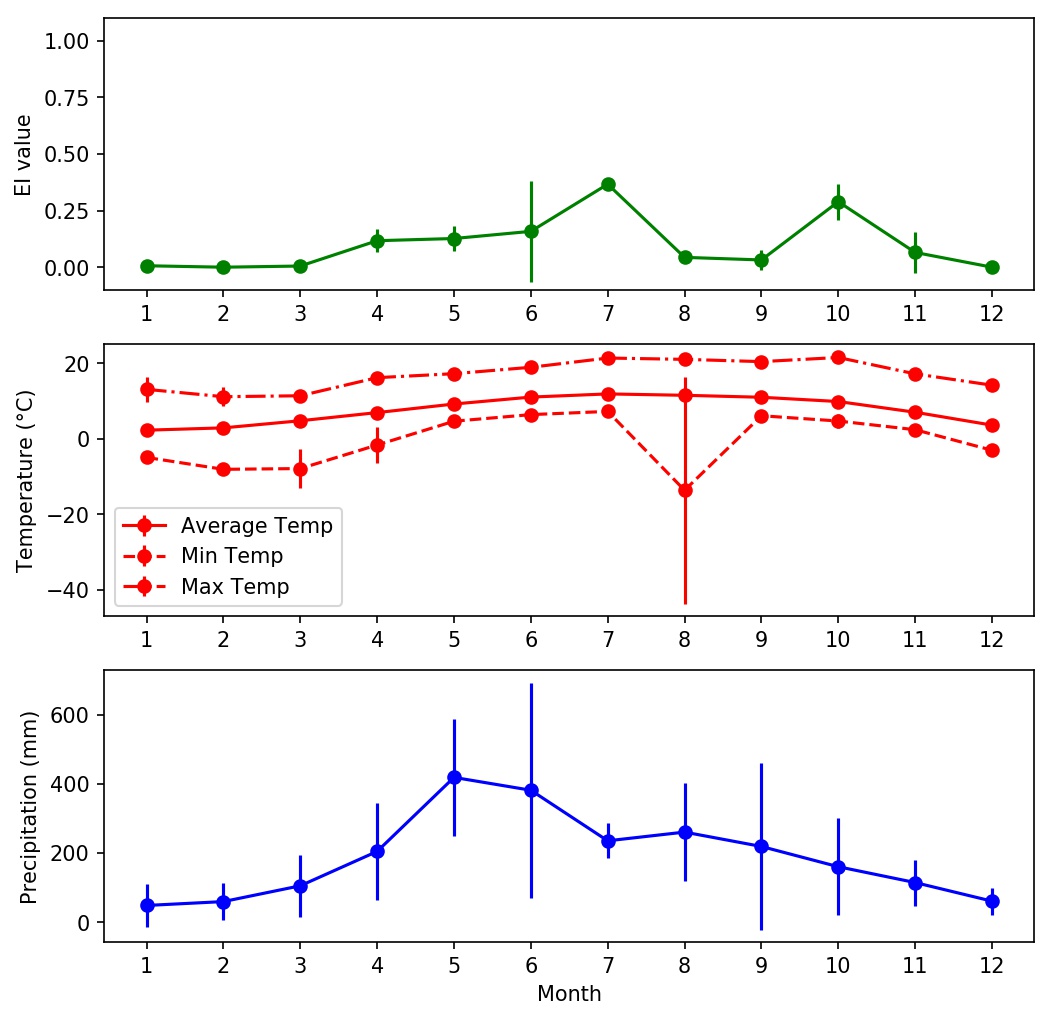 EI value
1.00
0.75
0.50
0.25
0.00
1 2 3 4 5 6 7 8 9 10 11 12
Temperature (°C)
20
0
−20
−40
Average Temp
Min Temp
Max Temp
1 2 3 4 5 6 7 8 9 10 11 12
Precipitation (mm)
600
400
200
0
1 2 3 4 5 6 7 8 9 10 11 12
Month